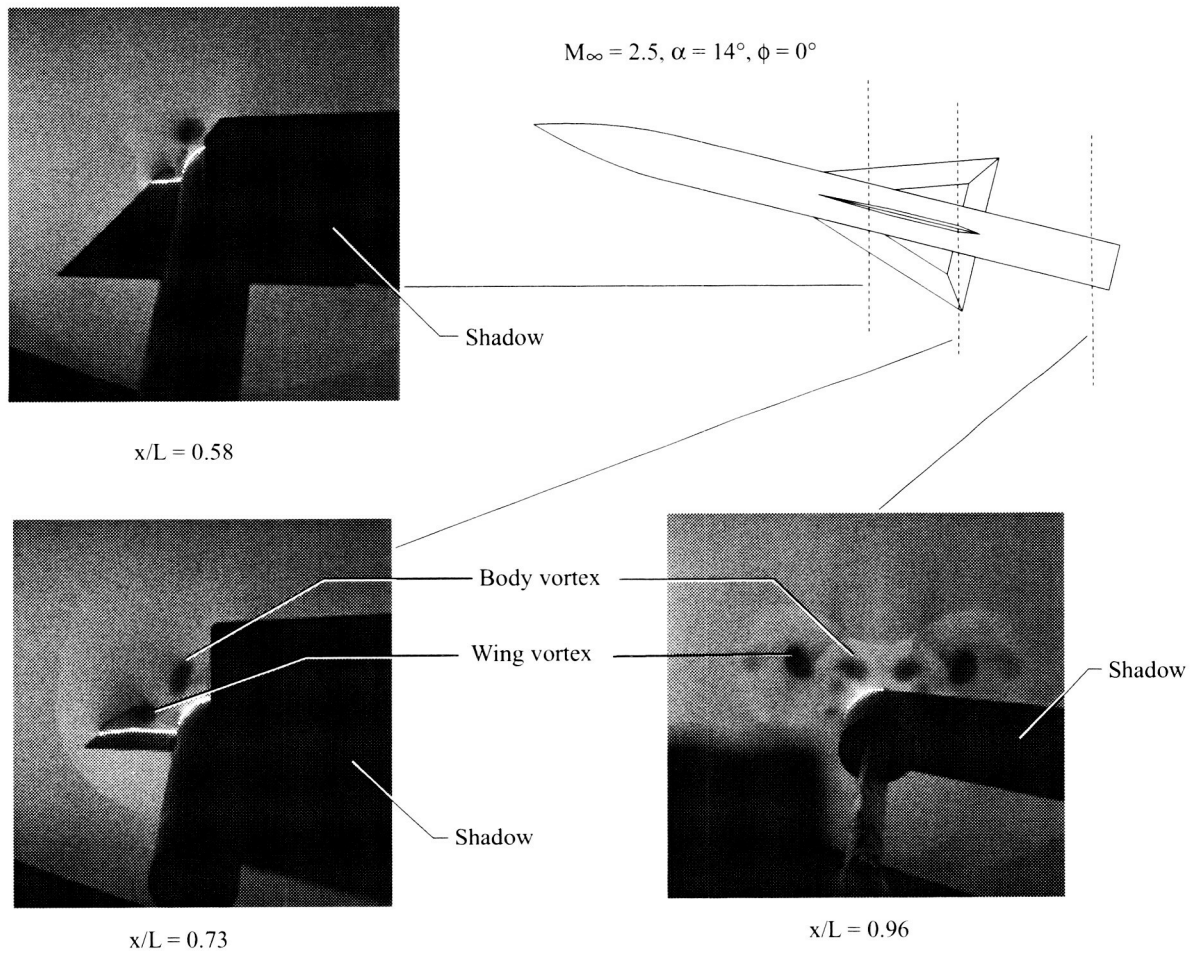 M∞ = 2.5, α = 14°, ϕ = 0°
Shadow
x/L = 0.58
Body vortex
Wing vortex
Shadow
Shadow
x/L = 0.73
x/L = 0.96